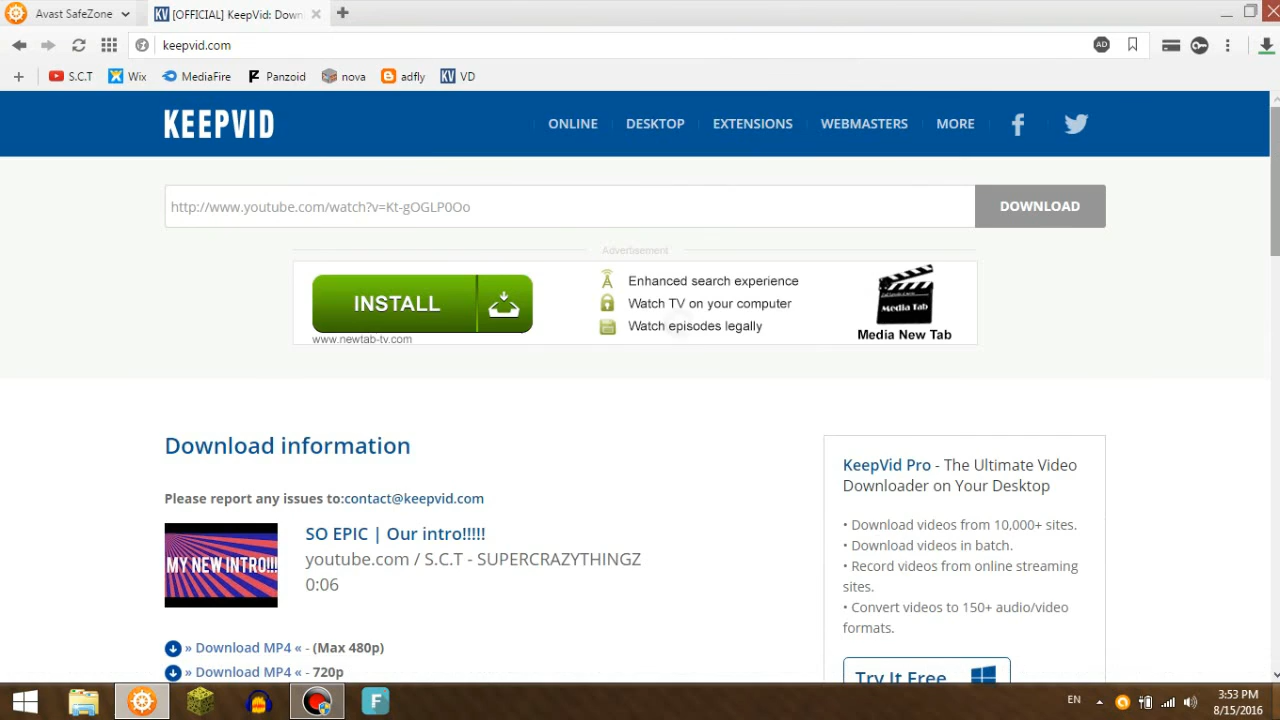 Avast SafeZone
KV [OFFICIAL] KeepVid: Down
keepvid.com
AD
S.C.T
Wix
MediaFire
Panzoid
nova
adfly
KV VD
KEEPVID
ONLINE
DESKTOP
EXTENSIONS
WEBMASTERS
MORE
http://www.youtube.com/watch?v=Kt-gOGLP0Oo
DOWNLOAD
Advertisement
INSTALL
www.newtab-tv.com
Enhanced search experience
Watch TV on your computer
Watch episodes legally
Media Tab
Media New Tab
Download information
Please report any issues to:contact@keepvid.com
MY NEW INTRO!!!
SO EPIC | Our intro!!!!!
youtube.com / S.C.T - SUPERCRAZYTHINGZ
0:06
» Download MP4 « - (Max 480p)
» Download MP4 « - 720p
KeepVid Pro - The Ultimate Video
Downloader on Your Desktop
• Download videos from 10,000+ sites.
• Download videos in batch.
• Record videos from online streaming
sites.
• Convert videos to 150+ audio/video
formats.
Try It Free
F
EN
3:53 PM
8/15/2016